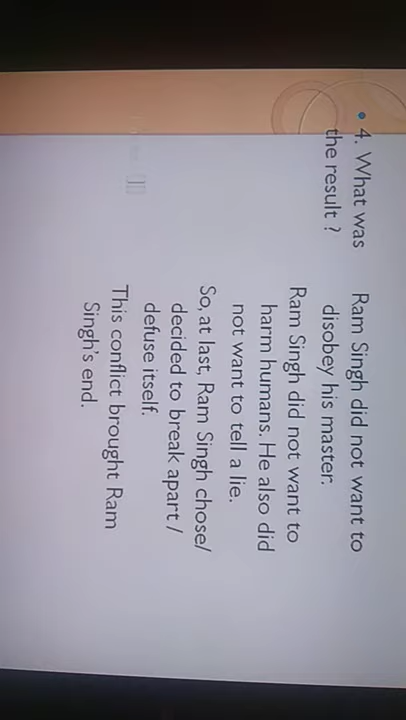 • 4. What was
the result ?
Ram Singh did not want to
disobey his master.
Ram Singh did not want to
harm humans. He also did
not want to tell a lie.
So, at last, Ram Singh chose/
decided to break apart /
defuse itself.
This conflict brought Ram
Singh's end.